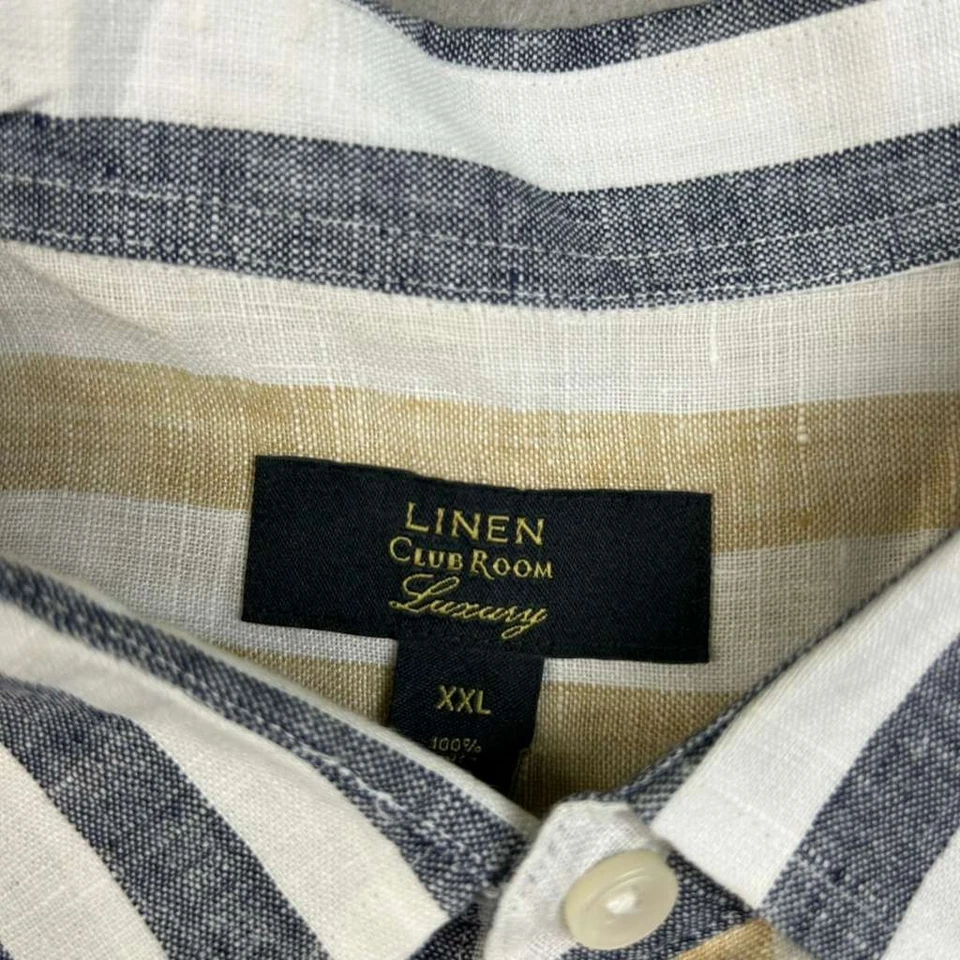 LINEN
CLUB ROOM
Luxury
XXL
100%